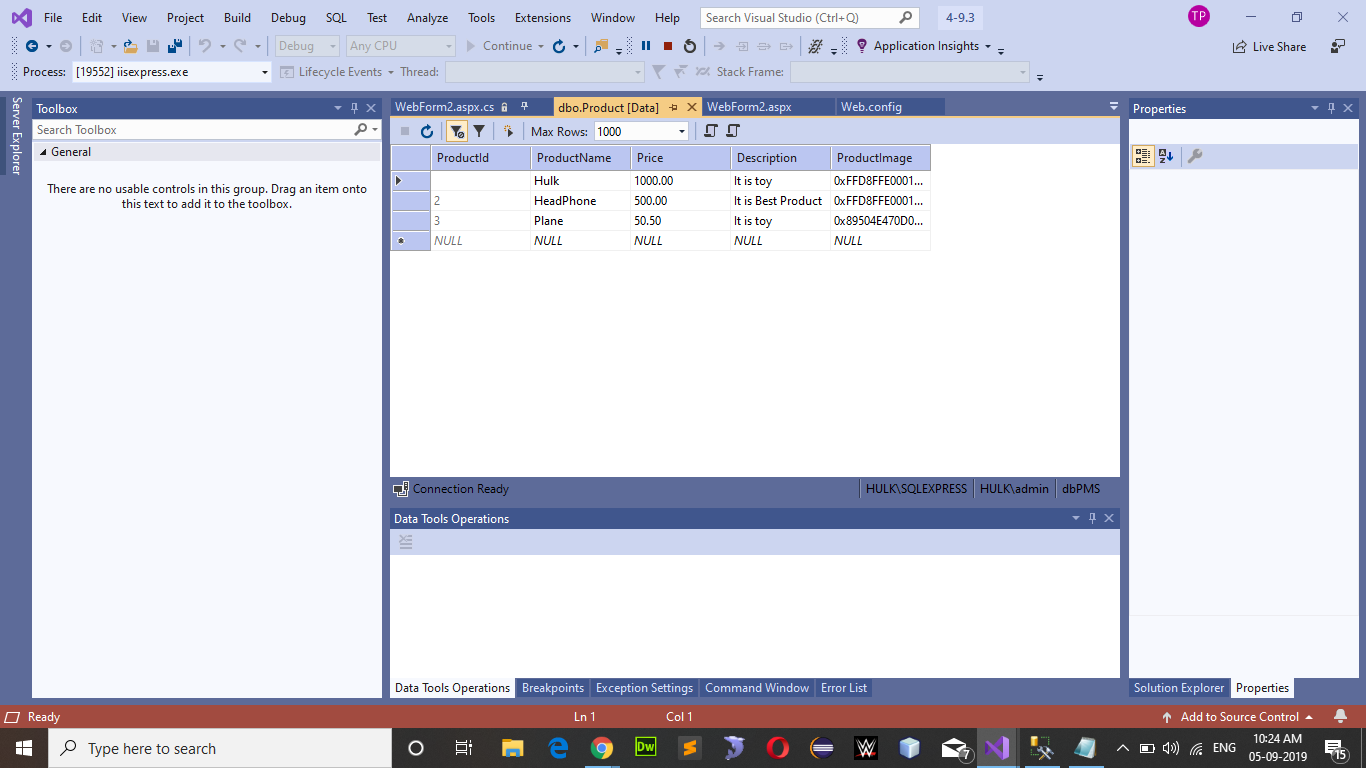 File Edit View Project Build Debug SQL Test Analyze Tools Extensions Window Help Search Visual Studio (Ctrl+Q) 4-9.3 TP
Debug Any CPU Continue Application Insights Live Share
Process: [19552] iisexpress.exe Lifecycle Events Thread: Stack Frame:
Server Explorer
Toolbox
Search Toolbox
General
There are no usable controls in this group. Drag an item onto
this text to add it to the toolbox.
WebForm2.aspx.cs dbo.Product [Data] WebForm2.aspx Web.config
Max Rows: 1000
ProductId ProductName Price Description ProductImage
Hulk 1000.00 It is toy 0xFFD8FFE0001...
2 HeadPhone 500.00 It is Best Product 0xFFD8FFE0001...
3 Plane 50.50 It is toy 0x89504E470D0...
NULL NULL NULL NULL NULL
Connection Ready HULK\SQLEXPRESS HULK\admin dbPMS
Data Tools Operations
Data Tools Operations Breakpoints Exception Settings Command Window Error List
Properties
Solution Explorer Properties
Ready Ln 1 Col 1 Add to Source Control
Type here to search Dw 7 ENG 10:24 AM
05-09-2019 15